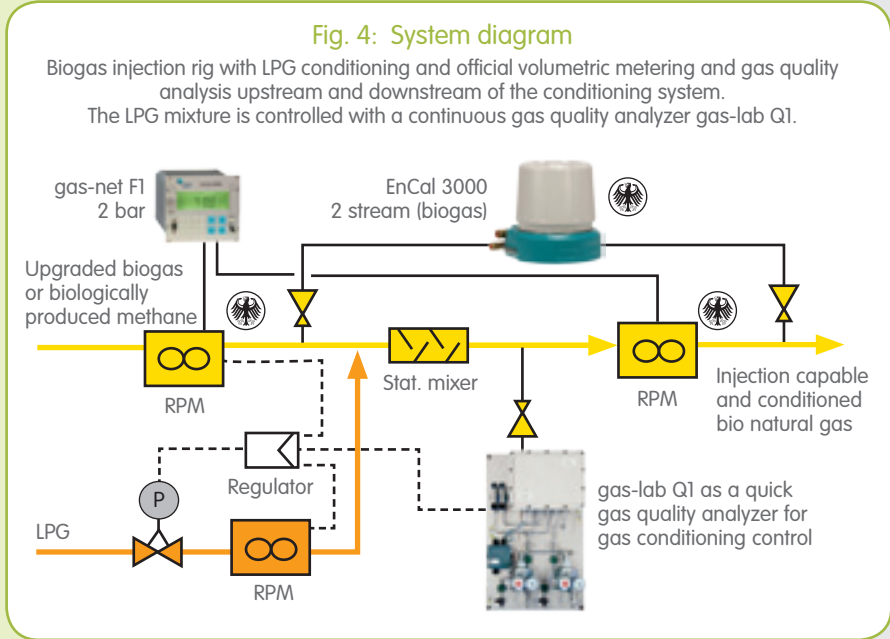 Fig. 4: System diagram
Biogas injection rig with LPG conditioning and official volumetric metering and gas quality
analysis upstream and downstream of the conditioning system.
The LPG mixture is controlled with a continuous gas quality analyzer gas-lab Q1.
gas-net F1
2 bar
EnCal 3000
2 stream (biogas)
Upgraded biogas
or biologically
produced methane
RPM
Stat. mixer
RPM
Injection capable
and conditioned
bio natural gas
Regulator
P
LPG
RPM
gas-lab Q1 as a quick
gas quality analyzer for
gas conditioning control